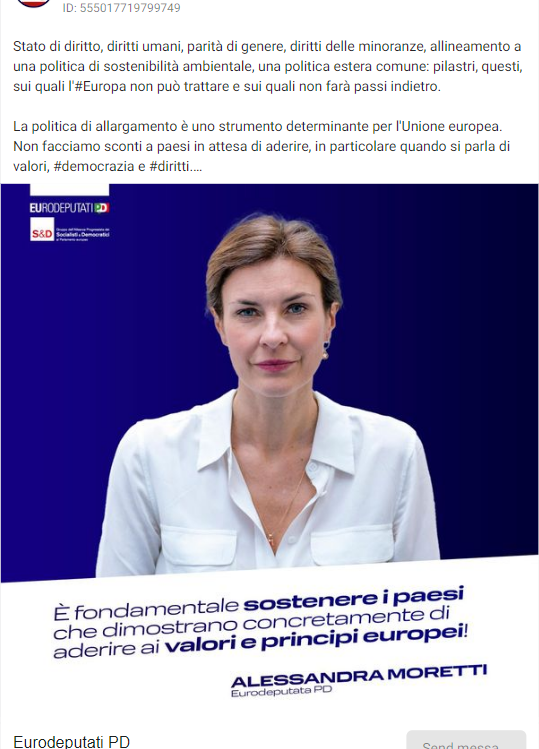 ID: 555017719799749
Stato di diritto, diritti umani, parità di genere, diritti delle minoranze, allineamento a
una politica di sostenibilità ambientale, una politica estera comune: pilastri, questi,
sui quali l'#Europa non può trattare e sui quali non farà passi indietro.
La politica di allargamento è uno strumento determinante per l'Unione europea.
Non facciamo sconti a paesi in attesa di aderire, in particolare quando si parla di
valori, #democrazia e #diritti....
EURODEPUTATI PD
S&D
Gruppo dell'Alleanza Progressista dei
Socialisti e Democratici
al Parlamento europeo
È fondamentale sostenere i paesi
che dimostrano concretamente di
aderire ai valori e principi europei!
ALESSANDRA MORETTI
Eurodeputata PD
Eurodeputati PD
Send messa...